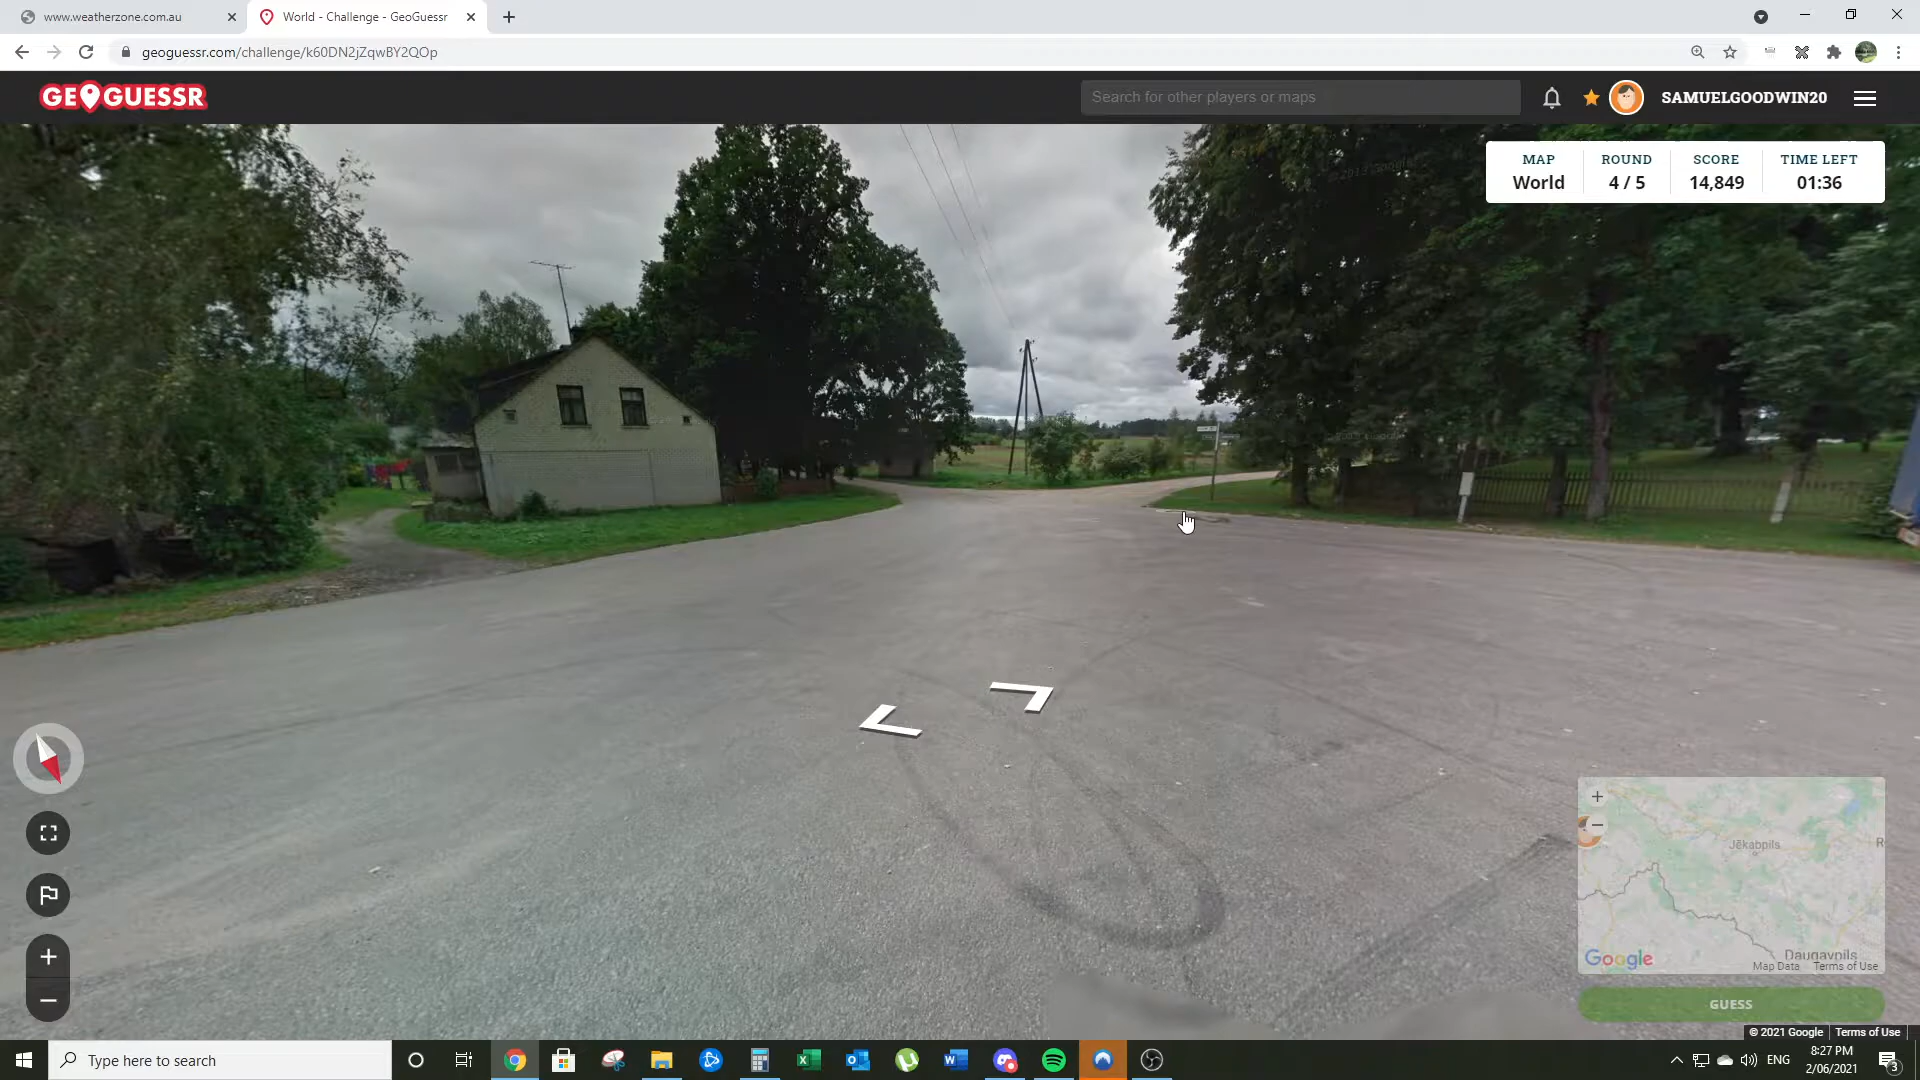 www.weatherzone.com.au
World - Challenge - GeoGuessr
geoguessr.com/challenge/k60DN2jZqwBY2QOp
GEOGUESSR
Search for other players or maps
SAMUELGOODWIN20
MAP
World
ROUND
4 / 5
SCORE
14,849
TIME LEFT
01:36
Jēkabpils
R
Daugavpils
Google
Map Data
Terms of Use
GUESS
© 2021 Google
Terms of Use
Type here to search
ENG
8:27 PM
2/06/2021
3